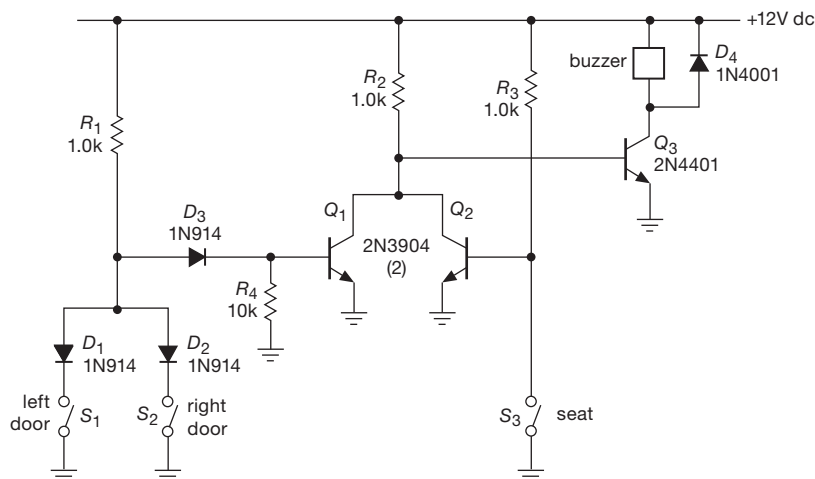 +12V dc
buzzer
D4
1N4001
R2
1.0k
R3
1.0k
R1
1.0k
Q3
2N4401
D3
1N914
Q1
Q2
2N3904
(2)
R4
10k
D1
1N914
D2
1N914
left
door
S1
S2
right
door
S3
seat